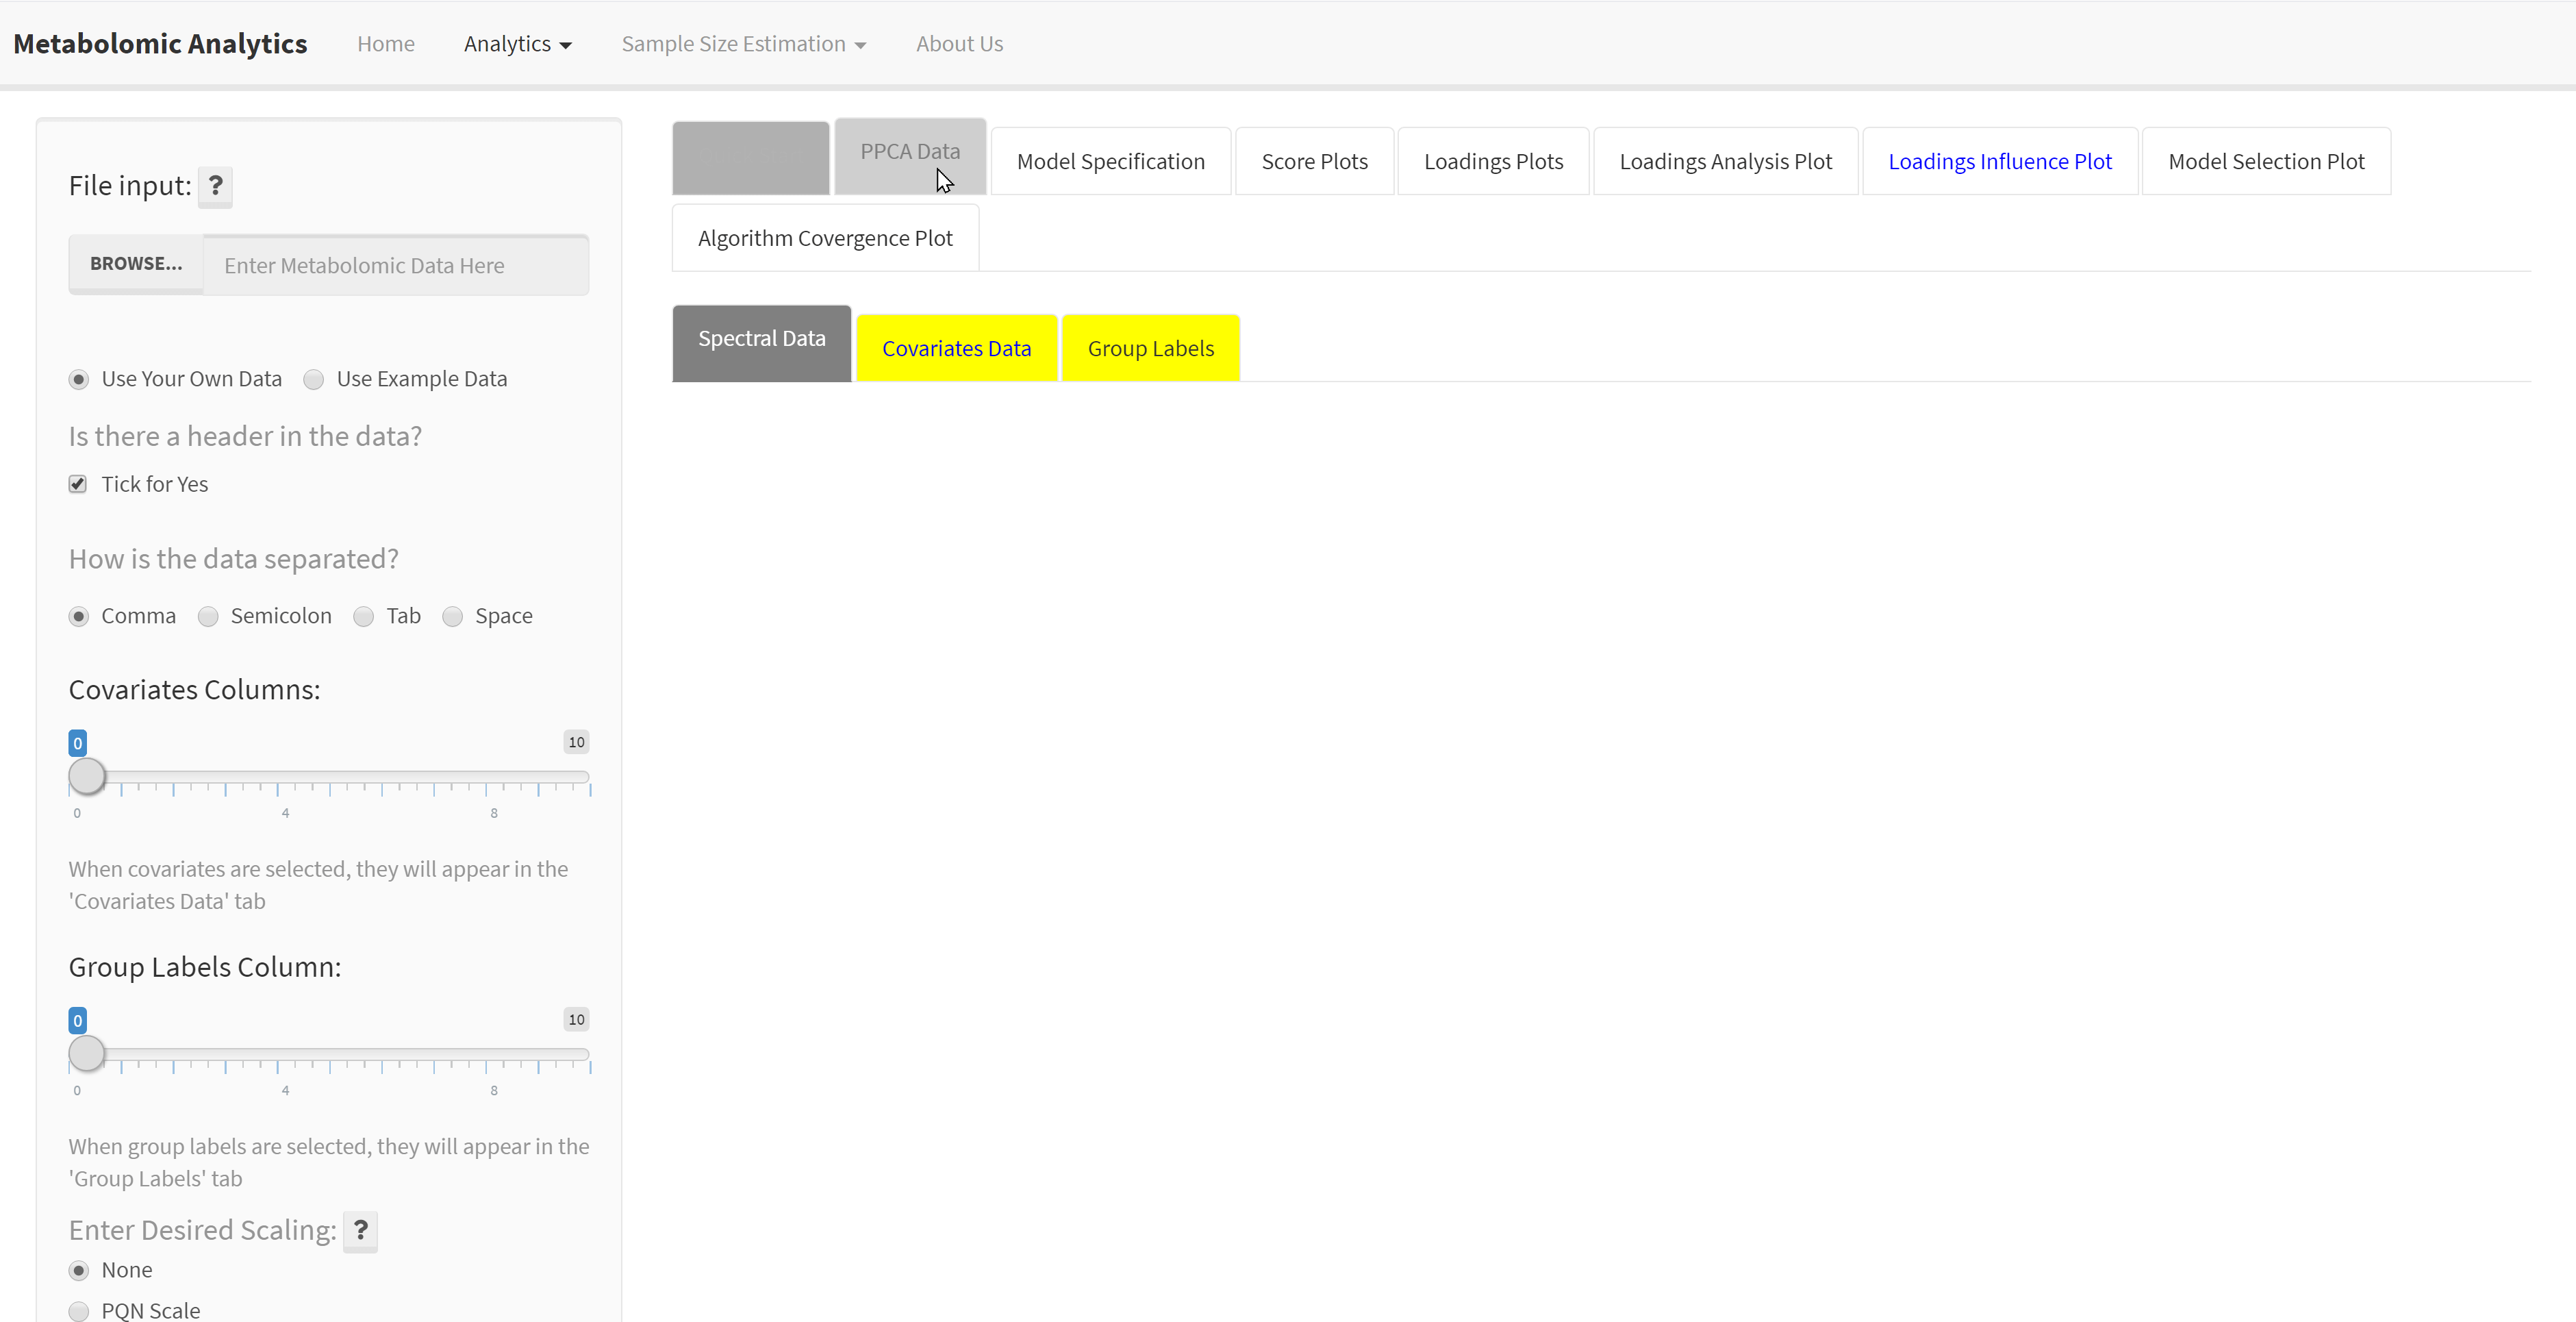 Metabolomic Analytics Home Analytics Sample Size Estimation About Us
File input: ?
BROWSE... Enter Metabolomic Data Here
Use Your Own Data Use Example Data
Is there a header in the data?
Tick for Yes
How is the data separated?
Comma Semicolon Tab Space
Covariates Columns:
0 10
0 4 8
When covariates are selected, they will appear in the
'Covariates Data' tab
Group Labels Column:
0 10
0 4 8
When group labels are selected, they will appear in the
'Group Labels' tab
Enter Desired Scaling: ?
None
PQN Scale
PPCA Data Model Specification Score Plots Loadings Plots Loadings Analysis Plot Loadings Influence Plot Model Selection Plot
Algorithm Covergence Plot
Spectral Data Covariates Data Group Labels